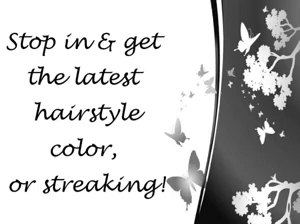 Stop in & get
the latest
hairstyle
color,
or streaking!